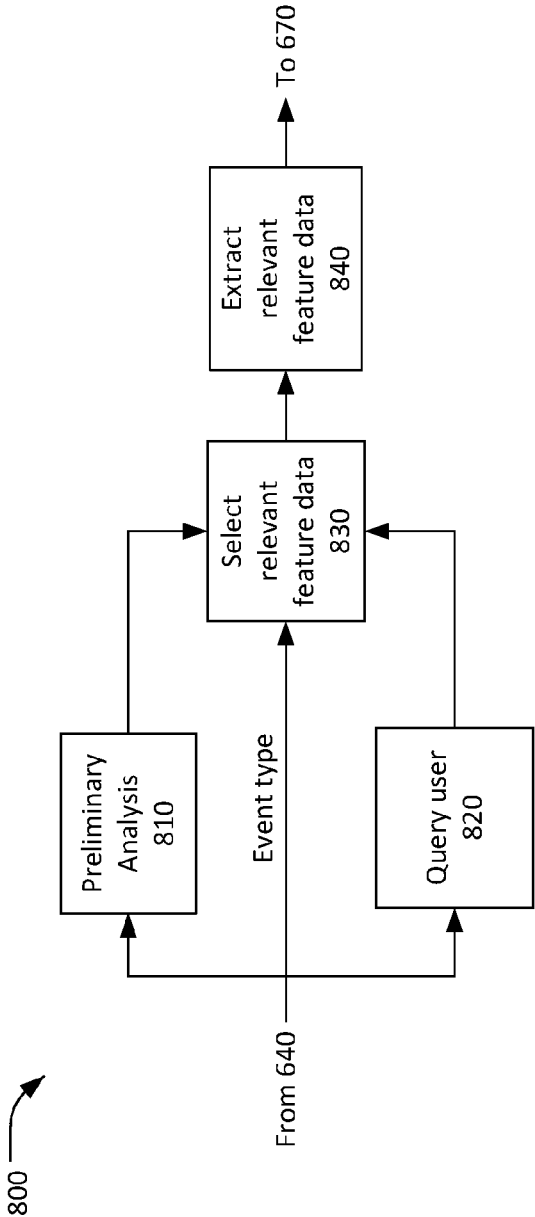 800
From 640
Preliminary
Analysis
810
Event type
Query user
820
Select
relevant
feature data
830
Extract
relevant
feature data
840
To 670